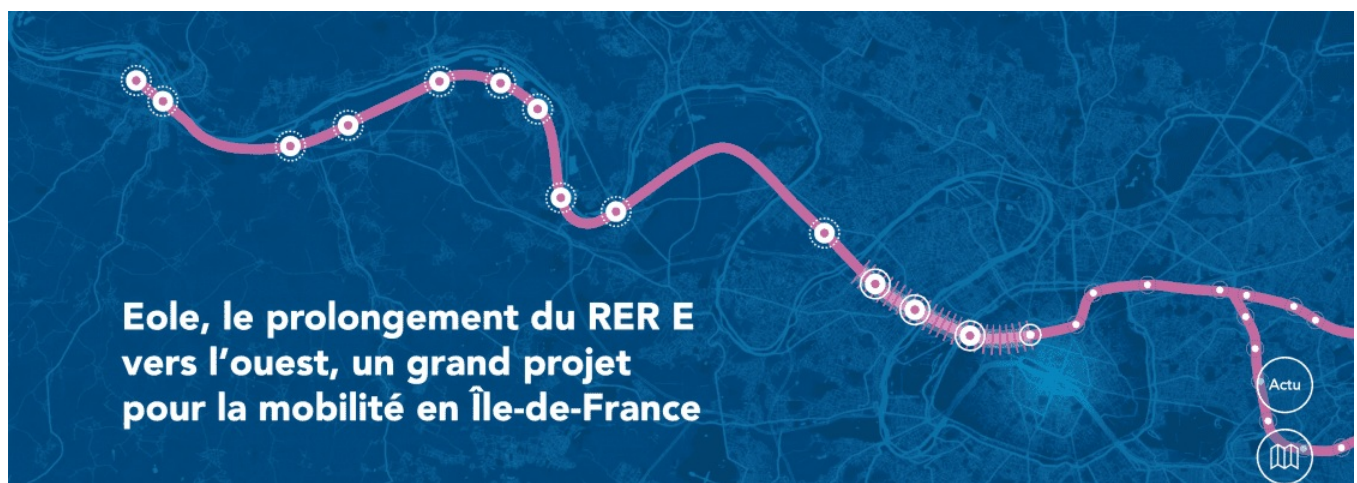 Eole, le prolongement du RER E
vers l'ouest, un grand projet
pour la mobilité en Île-de-France
Actu